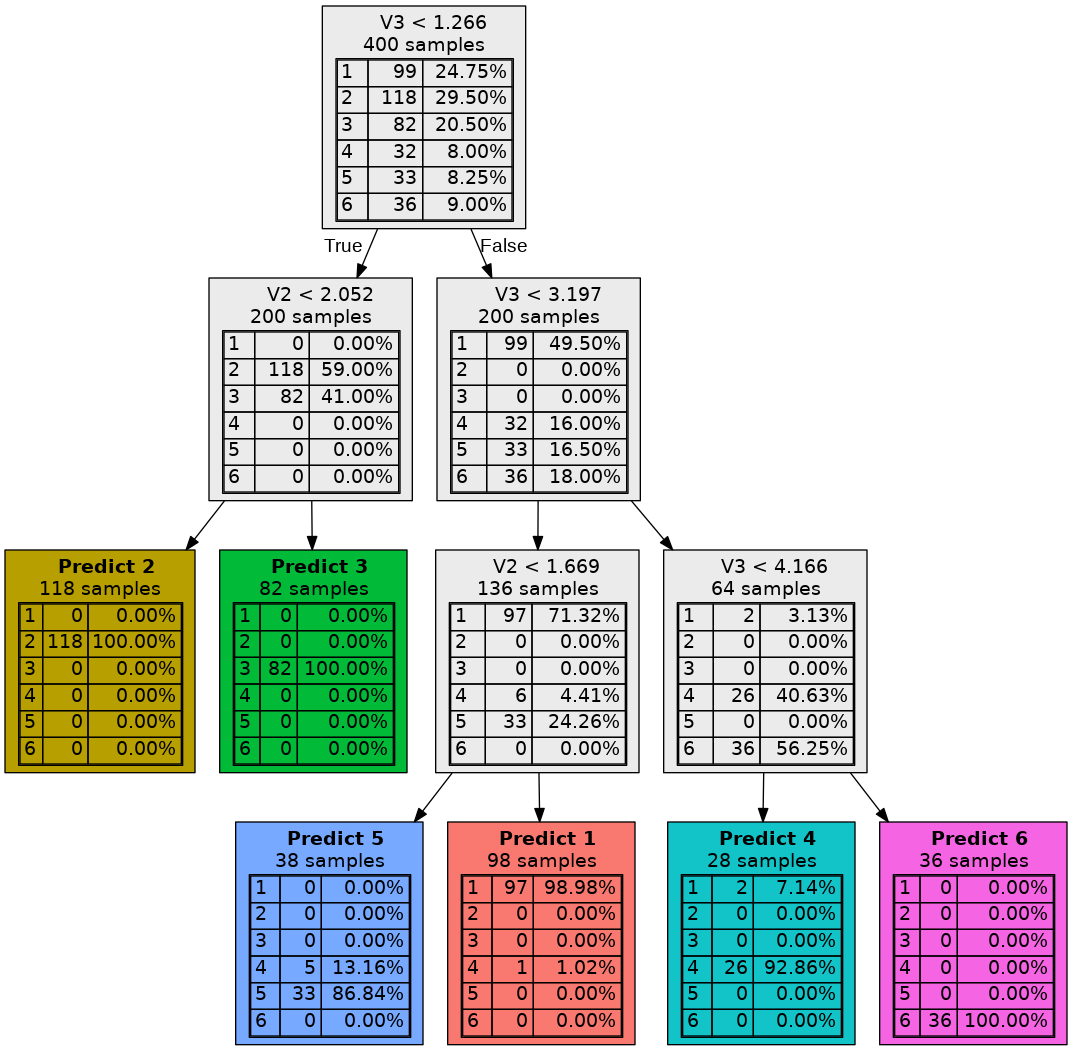 V3 < 1.266
400 samples
1 99 24.75%
2 118 29.50%
3 82 20.50%
4 32 8.00%
5 33 8.25%
6 36 9.00%
True
False
V2 < 2.052
200 samples
1 0 0.00%
2 118 59.00%
3 82 41.00%
4 0 0.00%
5 0 0.00%
6 0 0.00%
V3 < 3.197
200 samples
1 99 49.50%
2 0 0.00%
3 0 0.00%
4 32 16.00%
5 33 16.50%
6 36 18.00%
Predict 2
118 samples
1 0 0.00%
2 118 100.00%
3 0 0.00%
4 0 0.00%
5 0 0.00%
6 0 0.00%
Predict 3
82 samples
1 0 0.00%
2 0 0.00%
3 82 100.00%
4 0 0.00%
5 0 0.00%
6 0 0.00%
V2 < 1.669
136 samples
1 97 71.32%
2 0 0.00%
3 0 0.00%
4 6 4.41%
5 33 24.26%
6 0 0.00%
V3 < 4.166
64 samples
1 2 3.13%
2 0 0.00%
3 0 0.00%
4 26 40.63%
5 0 0.00%
6 36 56.25%
Predict 5
38 samples
1 0 0.00%
2 0 0.00%
3 0 0.00%
4 5 13.16%
5 33 86.84%
6 0 0.00%
Predict 1
98 samples
1 97 98.98%
2 0 0.00%
3 0 0.00%
4 1 1.02%
5 0 0.00%
6 0 0.00%
Predict 4
28 samples
1 2 7.14%
2 0 0.00%
3 0 0.00%
4 26 92.86%
5 0 0.00%
6 0 0.00%
Predict 6
36 samples
1 0 0.00%
2 0 0.00%
3 0 0.00%
4 0 0.00%
5 0 0.00%
6 36 100.00%